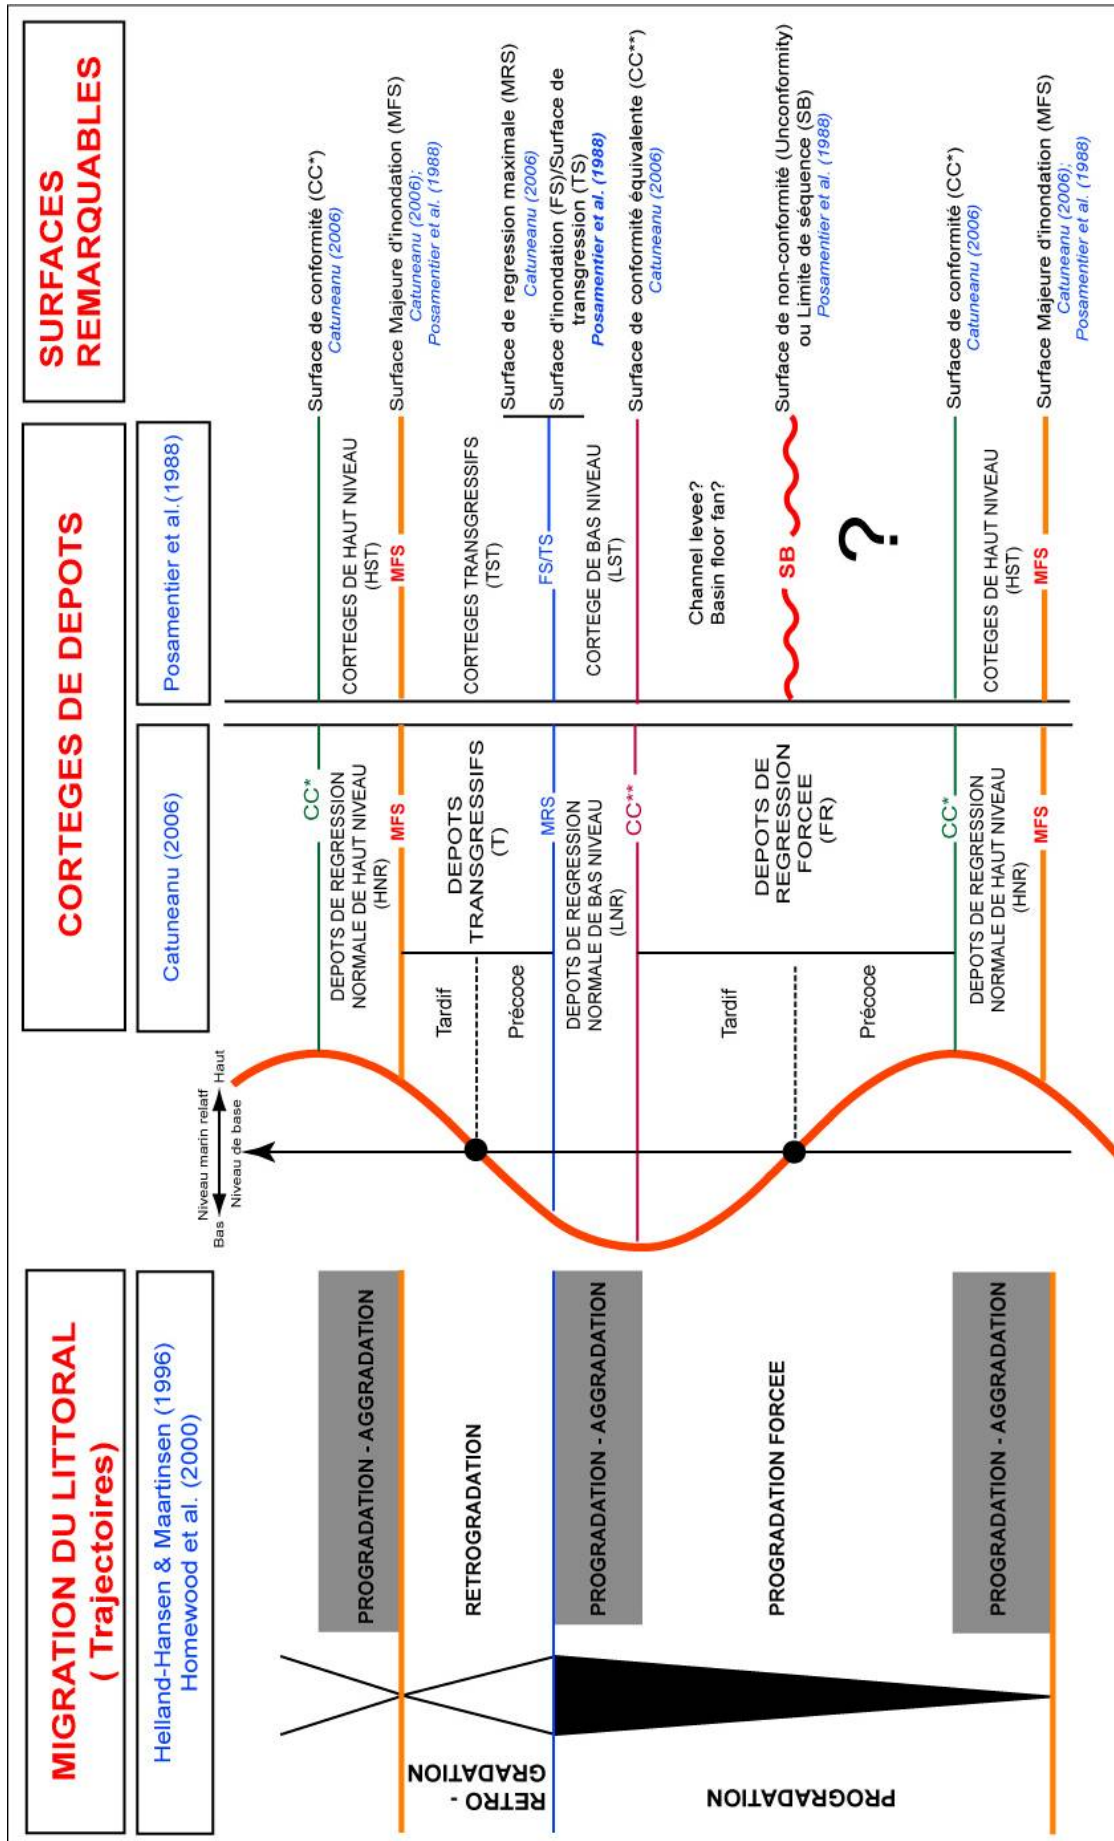 MIGRATION DU LITTORAL
( Trajectoires)
Helland-Hansen & Maartinsen (1996)
Homewood et al. (2000)
CORTEGES DE DEPOTS
Catuneanu (2006)
Posamentier et al.(1988)
SURFACES
REMARQUABLES
Bas
Haut
Niveau marin relatf
Niveau de base
RETRO -
GRADATION
PROGRADATION
PROGRADATION - AGGRADATION
RETROGRADATION
PROGRADATION - AGGRADATION
PROGRADATION FORCEE
PROGRADATION - AGGRADATION
CC*
DEPOTS DE REGRESSION
NORMALE DE HAUT NIVEAU
(HNR)
MFS
Tardif
Précoce
DEPOTS
TRANSGRESSIFS
(T)
MRS
DEPOTS DE REGRESSION
NORMALE DE BAS NIVEAU
(LNR)
CC**
Tardif
Précoce
DEPOTS DE
REGRESSION
FORCEE
(FR)
CC*
DEPOTS DE REGRESSION
NORMALE DE HAUT NIVEAU
(HNR)
MFS
CORTEGES DE HAUT NIVEAU
(HST)
MFS
CORTEGES TRANSGRESSIFS
(TST)
FS/TS
CORTEGE DE BAS NIVEAU
(LST)
Channel levee?
Basin floor fan?
SB
?
COTEGES DE HAUT NIVEAU
(HST)
MFS
Surface de conformité (CC*)
Catuneanu (2006)
Surface Majeure d'inondation (MFS)
Catuneanu (2006);
Posamentier et al. (1988)
Surface de regression maximale (MRS)
Catuneanu (2006)
Surface d'inondation (FS)/Surface de
transgression (TS)
Posamentier et al. (1988)
Surface de conformité équivalente (CC**)
Catuneanu (2006)
Surface de non-conformité (Unconformity)
ou Limite de séquence (SB)
Posamentier et al. (1988)
Surface de conformité (CC*)
Catuneanu (2006)
Surface Majeure d'inondation (MFS)
Catuneanu (2006);
Posamentier et al. (1988)